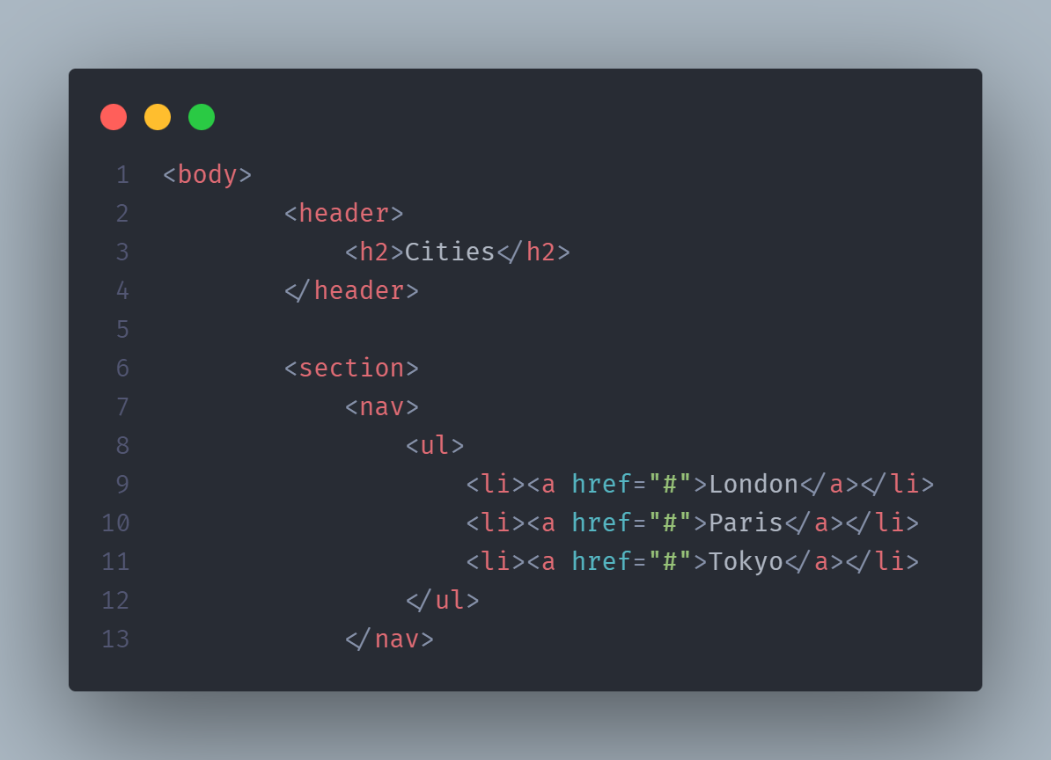 1 <body>
2         <header>
3             <h2>Cities</h2>
4         </header>
5
6         <section>
7             <nav>
8                 <ul>
9                     <li><a href="#">London</a></li>
10                     <li><a href="#">Paris</a></li>
11                     <li><a href="#">Tokyo</a></li>
12                 </ul>
13             </nav>